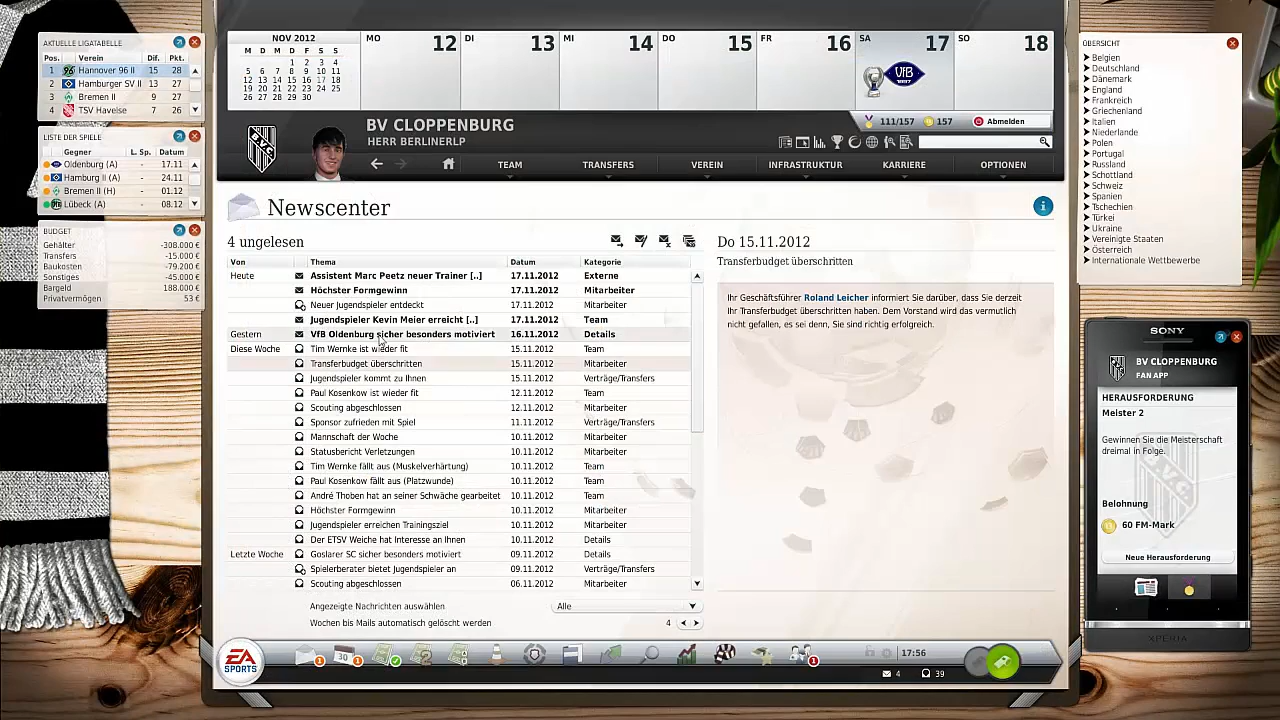 AKTUELLE LIGATABELLE
Pos. Verein Dif. Pkt.
1 Hannover 96 II 15 28
2 Hamburger SV II 13 27
3 Bremen II 9 27
4 TSV Havelse 7 26
LISTE DER SPIELE
Gegner L. Sp. Datum
Oldenburg (A) - 17.11
Hamburg II (A) - 24.11
Bremen II (H) - 01.12
Lübeck (A) - 08.12
BUDGET
Gehälter -308.000 €
Transfers -15.000 €
Baukosten -79.200 €
Sonstiges -45.000 €
Bargeld 188.000 €
Privatvermögen 53 €
NOV 2012
M D M D F S S
1 2 3 4
5 6 7 8 9 10 11
12 13 14 15 16 17 18
19 20 21 22 23 24 25
26 27 28 29 30
MO 12 DI 13 MI 14 DO 15 FR 16 SA 17 SO 18
VfB
1897
BVC
BV CLOPPENBURG
HERR BERLINERLP
111/157 157 Abmelden
TEAM TRANSFERS VEREIN INFRASTRUKTUR KARRIERE OPTIONEN
Newscenter
4 ungelesen
Von Thema Datum Kategorie
Heute Assistent Marc Peetz neuer Trainer [..] 17.11.2012 Externe
Höchster Formgewinn 17.11.2012 Mitarbeiter
Neuer Jugendspieler entdeckt 17.11.2012 Mitarbeiter
Jugendspieler Kevin Meier erreicht [..] 17.11.2012 Team
Gestern VfB Oldenburg sicher besonders motiviert 16.11.2012 Details
Diese Woche Tim Wernke ist wieder fit 15.11.2012 Team
Transferbudget überschritten 15.11.2012 Mitarbeiter
Jugendspieler kommt zu Ihnen 15.11.2012 Verträge/Transfers
Paul Kosenkow ist wieder fit 12.11.2012 Team
Scouting abgeschlossen 12.11.2012 Mitarbeiter
Sponsor zufrieden mit Spiel 11.11.2012 Verträge/Transfers
Mannschaft der Woche 10.11.2012 Mitarbeiter
Statusbericht Verletzungen 10.11.2012 Mitarbeiter
Tim Wernke fällt aus (Muskelverhärtung) 10.11.2012 Team
Paul Kosenkow fällt aus (Platzwunde) 10.11.2012 Team
André Thoben hat an seiner Schwäche gearbeitet 10.11.2012 Team
Höchster Formgewinn 10.11.2012 Mitarbeiter
Jugendspieler erreichen Trainingsziel 10.11.2012 Mitarbeiter
Der ETSV Weiche hat Interesse an Ihnen 10.11.2012 Details
Letzte Woche Goslarer SC sicher besonders motiviert 09.11.2012 Details
Spielerberater bietet Jugendspieler an 09.11.2012 Verträge/Transfers
Scouting abgeschlossen 06.11.2012 Mitarbeiter
Angezeigte Nachrichten auswählen Alle
Wochen bis Mails automatisch gelöscht werden 4
Do 15.11.2012
Transferbudget überschritten
Ihr Geschäftsführer Roland Leicher informiert Sie darüber, dass Sie derzeit
Ihr Transferbudget überschritten haben. Dem Vorstand wird das vermutlich
nicht gefallen, es sei denn, Sie sind richtig erfolgreich.
EA
SPORTS
1 30 1 2 1 17:56
4 39
ÜBERSICHT
Belgien
Deutschland
Dänemark
England
Frankreich
Griechenland
Italien
Niederlande
Polen
Portugal
Russland
Schottland
Schweiz
Spanien
Tschechien
Türkei
Ukraine
Vereinigte Staaten
Österreich
Internationale Wettbewerbe
SONY
BV CLOPPENBURG
FAN APP
HERAUSFORDERUNG
Meister 2
Gewinnen Sie die Meisterschaft
dreimal in Folge.
Belohnung
60 FM-Mark
Neue Herausforderung
XPERIA